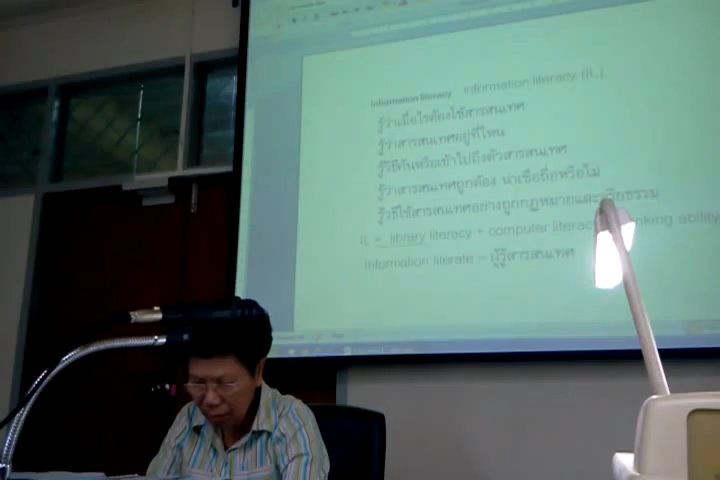 Information literacy information literacy (IL)
รู้ว่าเมื่อไรต้องใช้สารสนเทศ
รู้ว่าสารสนเทศอยู่ที่ไหน
รู้วิธีค้นหรือเข้าไปถึงตัวสารสนเทศ
รู้ว่าสารสนเทศถูกต้อง น่าเชื่อถือหรือไม่
รู้วิธีใช้สารสนเทศอย่างถูกกฎหมายและจริยธรรม
IL = library literacy + computer ability
Information literate = ผู้รู้สารสนเทศ